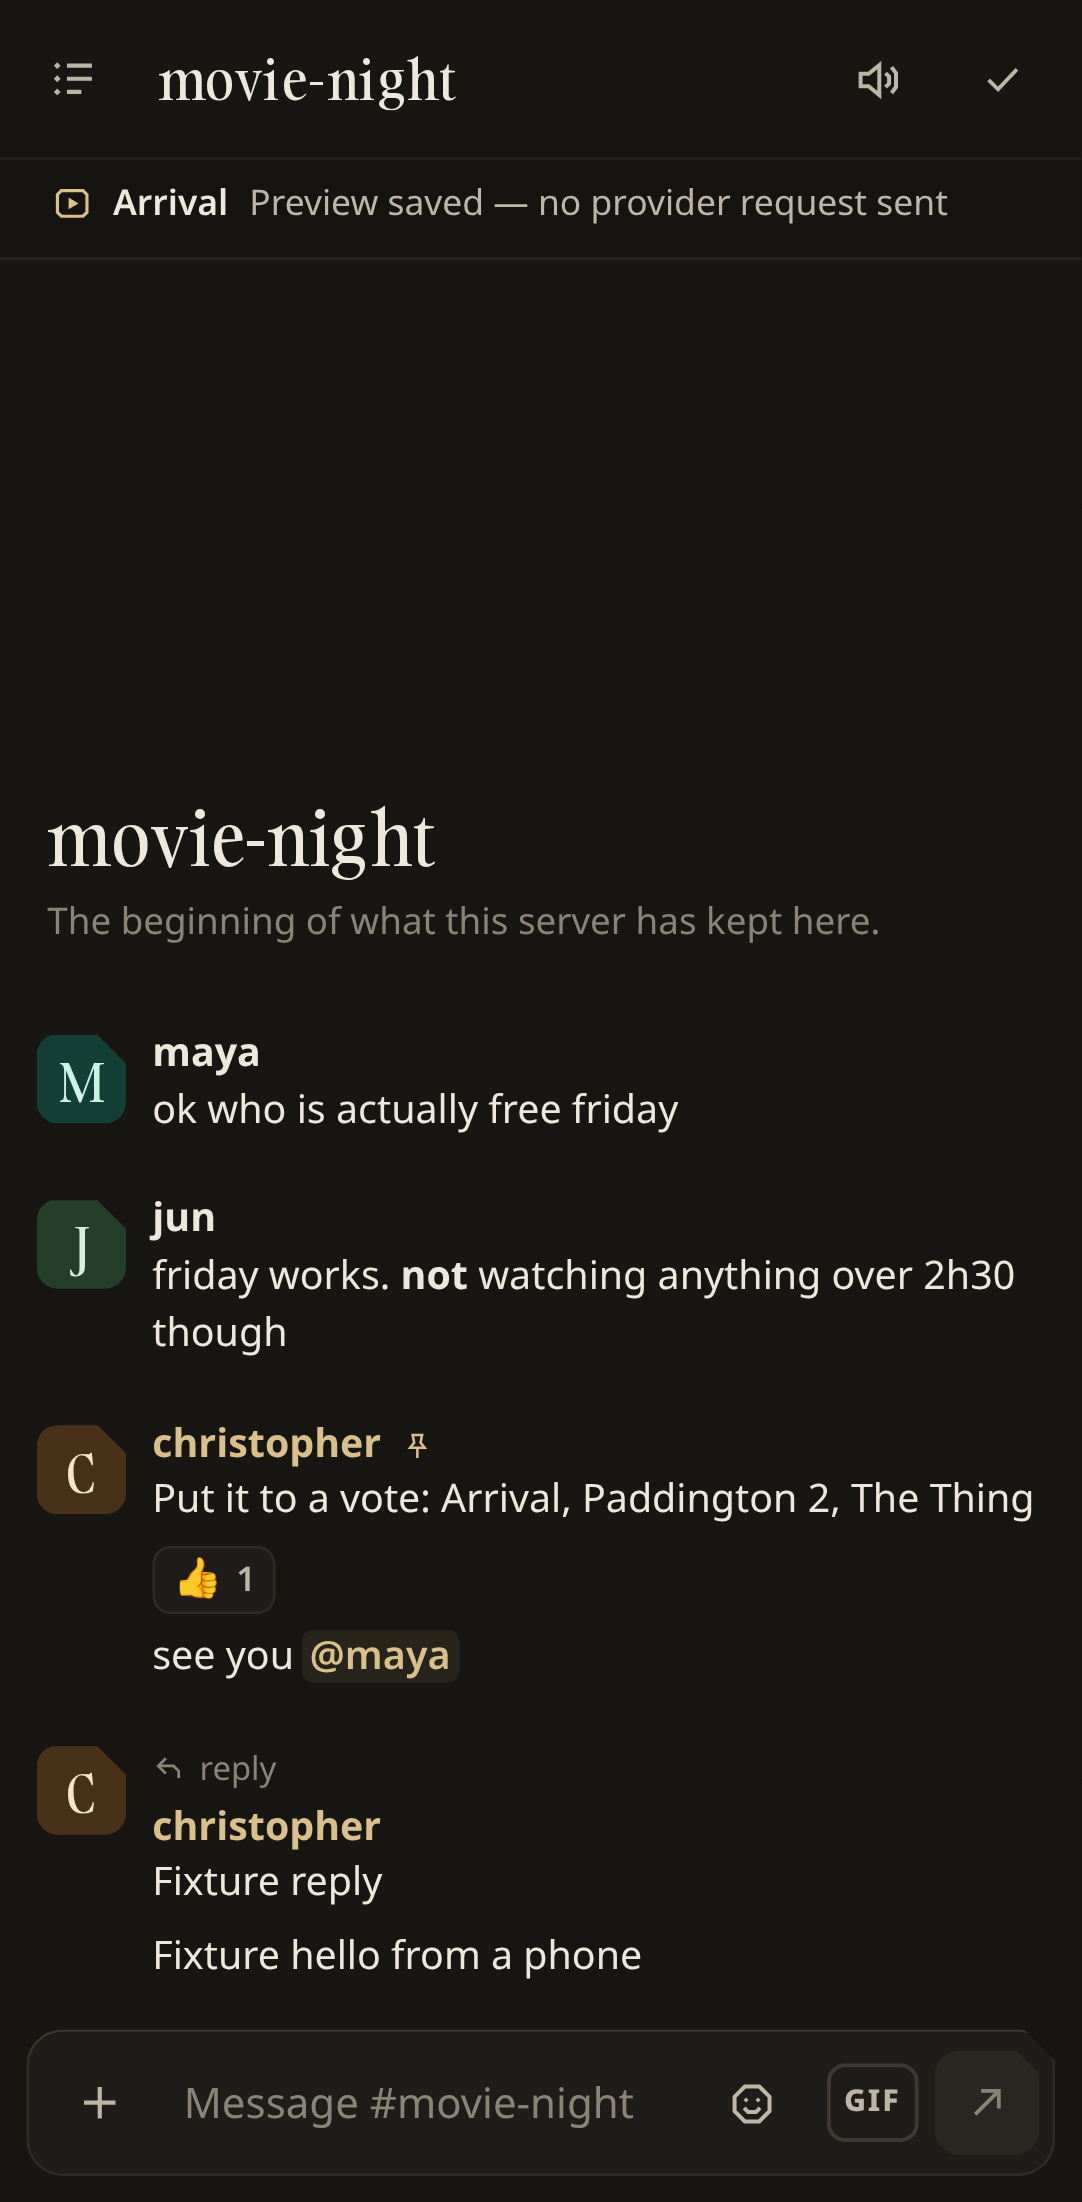 movie-night
Arrival Preview saved — no provider request sent
movie-night
The beginning of what this server has kept here.
M
maya
ok who is actually free friday
J
jun
friday works. not watching anything over 2h30
though
C
christopher
Put it to a vote: Arrival, Paddington 2, The Thing
👍 1
see you @maya
C
reply
christopher
Fixture reply
Fixture hello from a phone
Message #movie-night
GIF